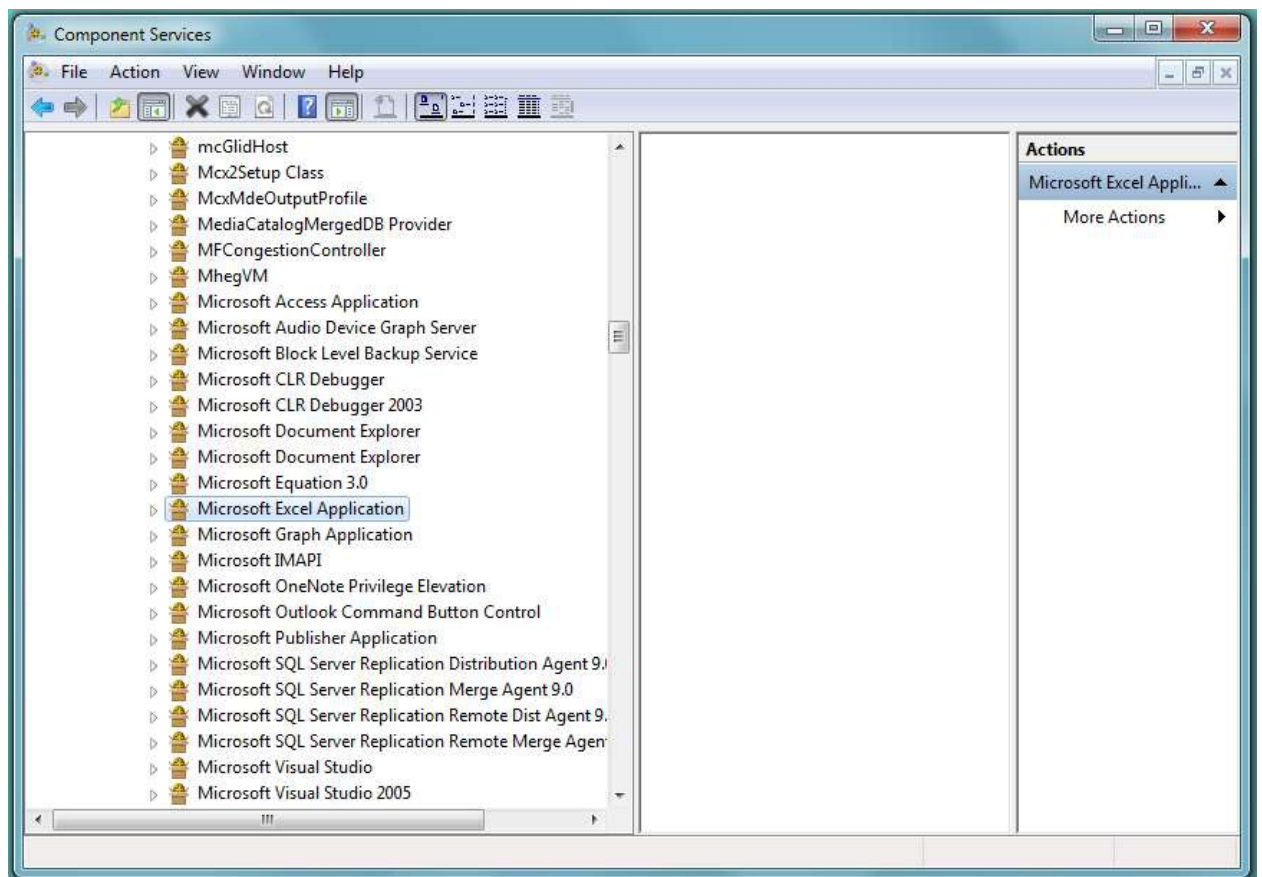 Component Services
File Action View Window Help
mcGlidHost
Mcx2Setup Class
McxMdeOutputProfile
MediaCatalogMergedDB Provider
MFCongestionController
MhegVM
Microsoft Access Application
Microsoft Audio Device Graph Server
Microsoft Block Level Backup Service
Microsoft CLR Debugger
Microsoft CLR Debugger 2003
Microsoft Document Explorer
Microsoft Document Explorer
Microsoft Equation 3.0
Microsoft Excel Application
Microsoft Graph Application
Microsoft IMAPI
Microsoft OneNote Privilege Elevation
Microsoft Outlook Command Button Control
Microsoft Publisher Application
Microsoft SQL Server Replication Distribution Agent 9.
Microsoft SQL Server Replication Merge Agent 9.0
Microsoft SQL Server Replication Remote Dist Agent 9.
Microsoft SQL Server Replication Remote Merge Agen
Microsoft Visual Studio
Microsoft Visual Studio 2005
Actions
Microsoft Excel Appli...
More Actions